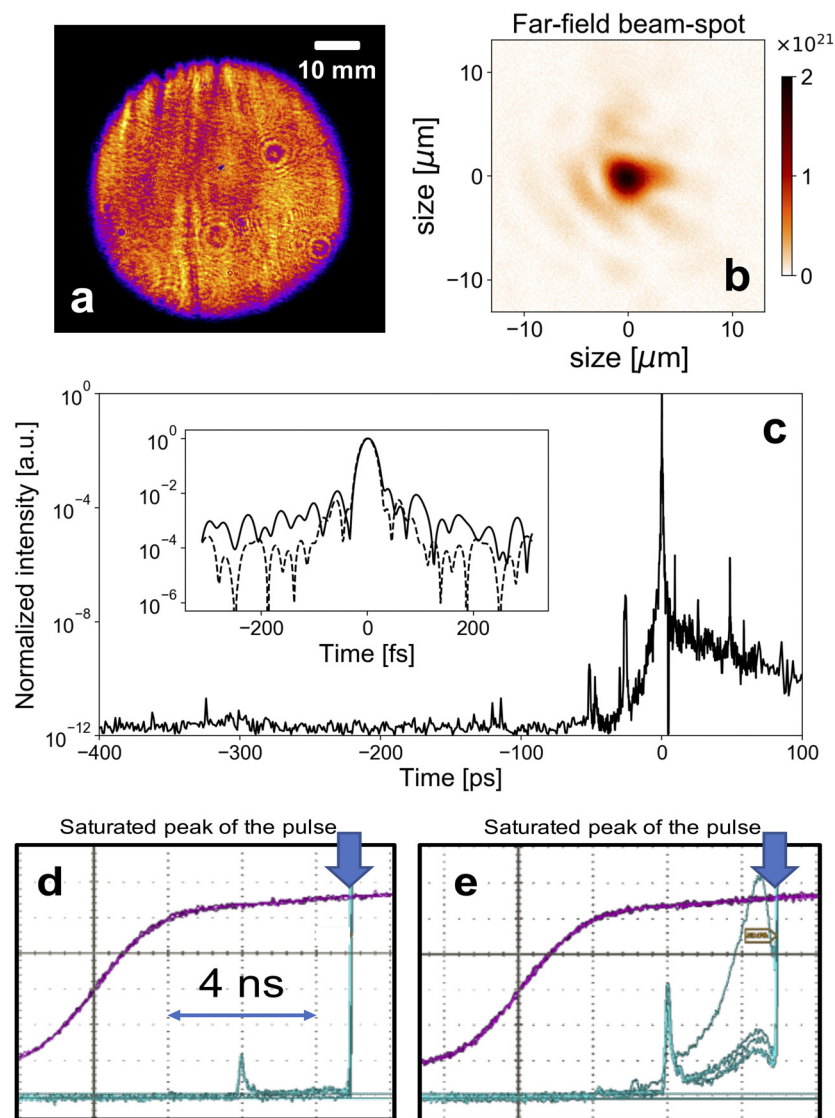 10 mm
a
Far-field beam-spot
×10²¹
size [μm]
10
0
−10
2
1
0
b
−10 0 10
size [μm]
Normalized intensity [a.u.]
10⁰
10⁻⁴
10⁻⁸
10⁻¹²
c
10⁰
10⁻²
10⁻⁴
10⁻⁶
−200 0 200
Time [fs]
−400 −300 −200 −100 0 100
Time [ps]
Saturated peak of the pulse
d
4 ns
Saturated peak of the pulse
e